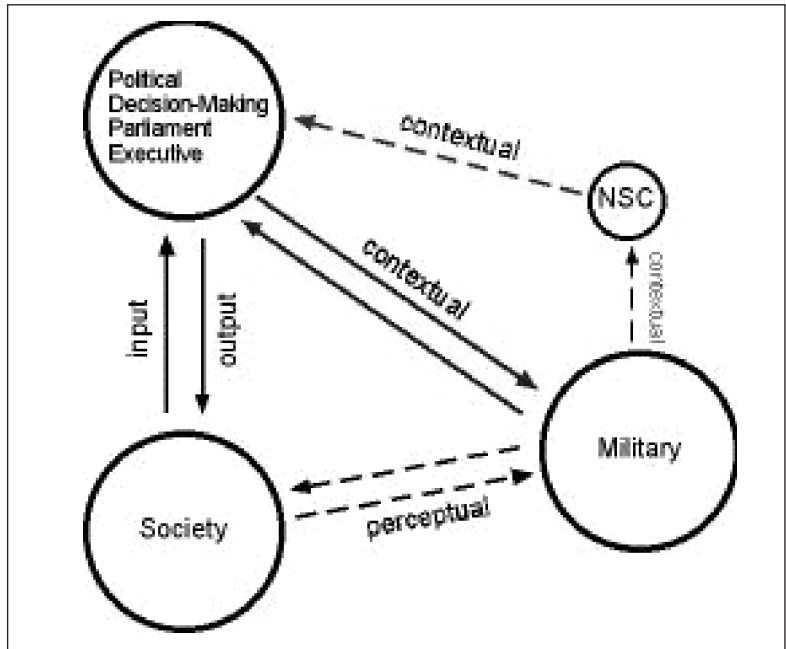 Political
Decision-Making
Parliament
Executive
contextual
NSC
contextual
contextual
input
output
Military
Society
perceptual